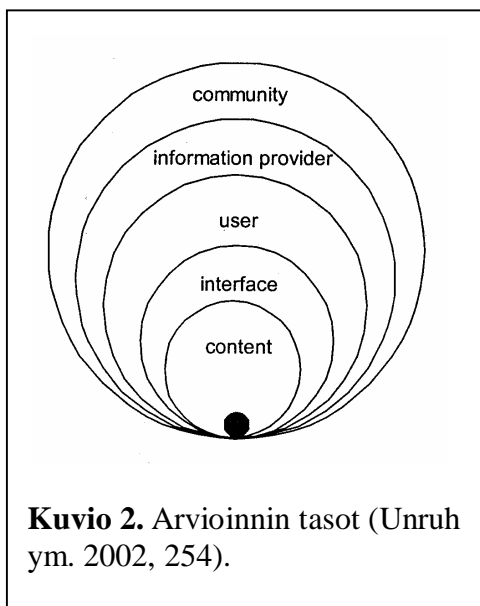 community
information provider
user
interface
content
Kuvio 2. Arvioinnin tasot (Unruh
ym. 2002, 254).